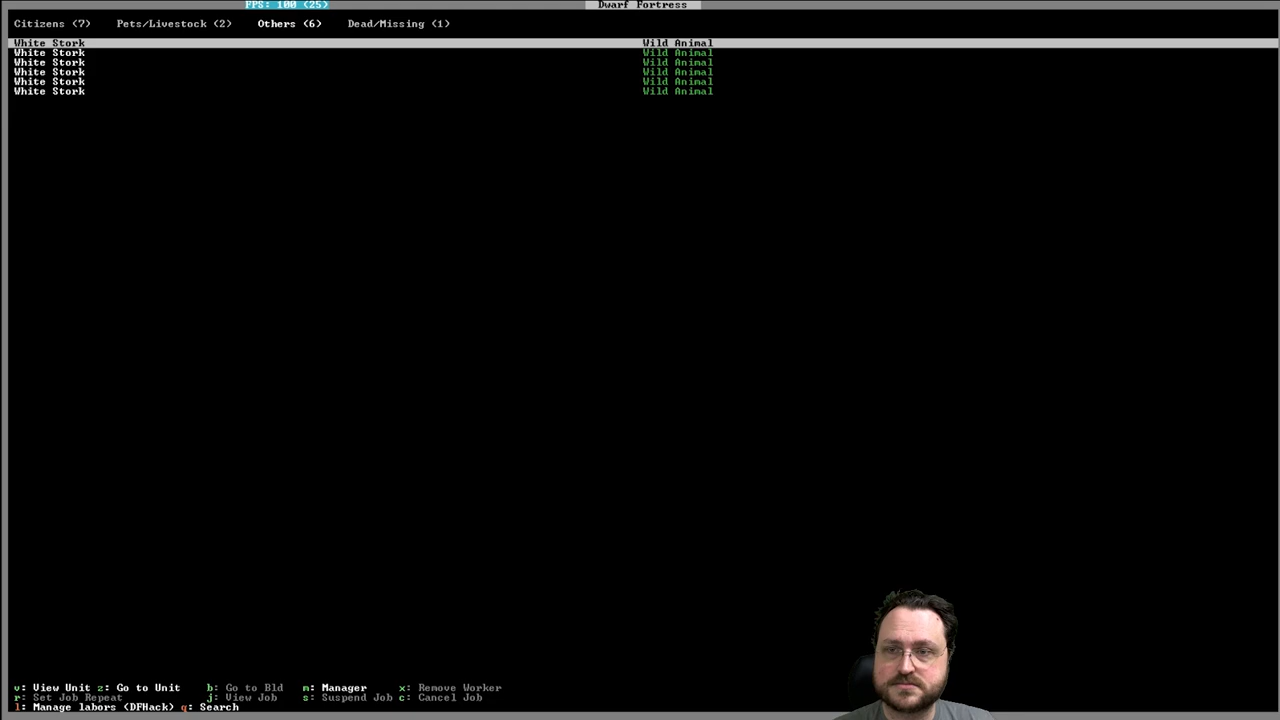 FPS: 100 (25)
Dwarf Fortress
Citizens (7) Pets/Livestock (2) Others (6) Dead/Missing (1)
White Stork Wild Animal
White Stork Wild Animal
White Stork Wild Animal
White Stork Wild Animal
White Stork Wild Animal
White Stork Wild Animal
v: View Unit z: Go to Unit b: Go to Bld m: Manager x: Remove Worker
r: Set Job Repeat j: View Job s: Suspend Job c: Cancel Job
l: Manage labors (DFHack) q: Search